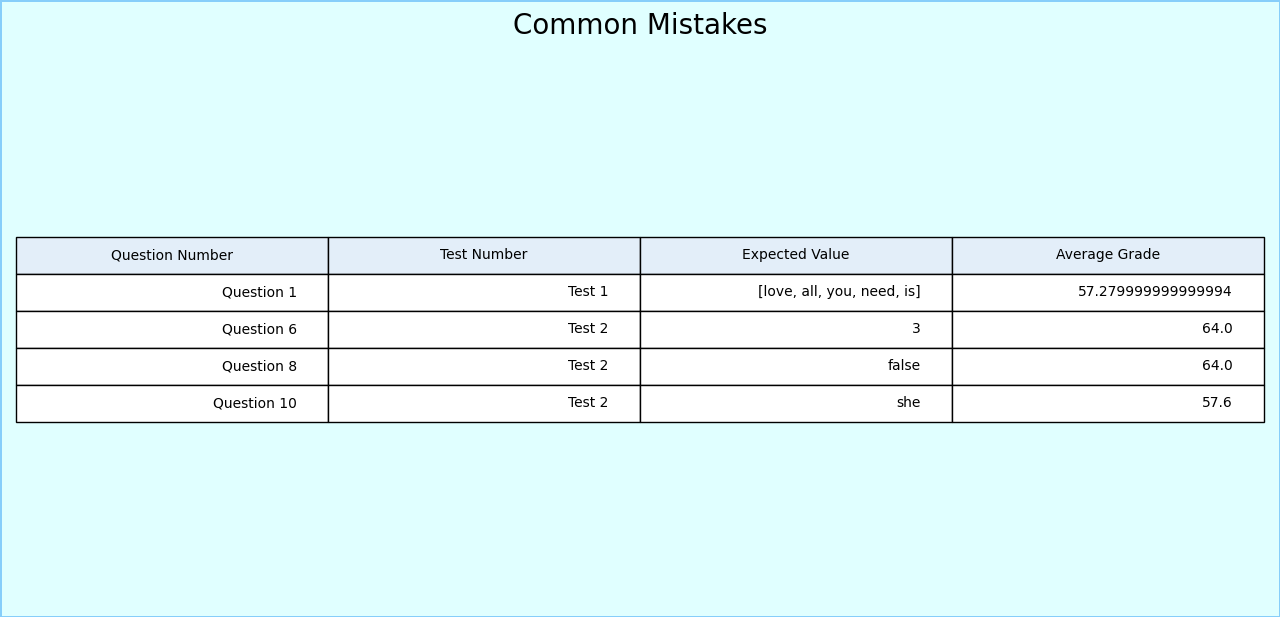 Common Mistakes
Question Number Test Number Expected Value Average Grade
Question 1 Test 1 [love, all, you, need, is] 57.279999999999994
Question 6 Test 2 3 64.0
Question 8 Test 2 false 64.0
Question 10 Test 2 she 57.6